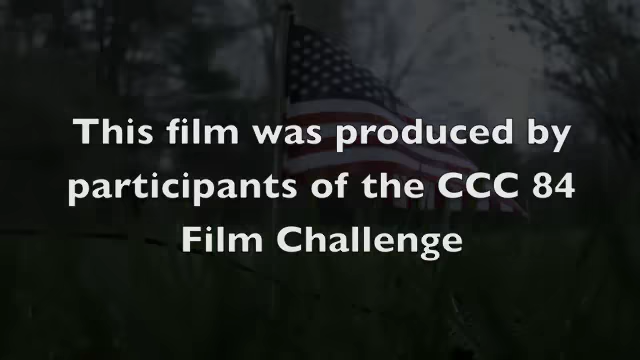 This film was produced by
participants of the CCC 84
Film Challenge